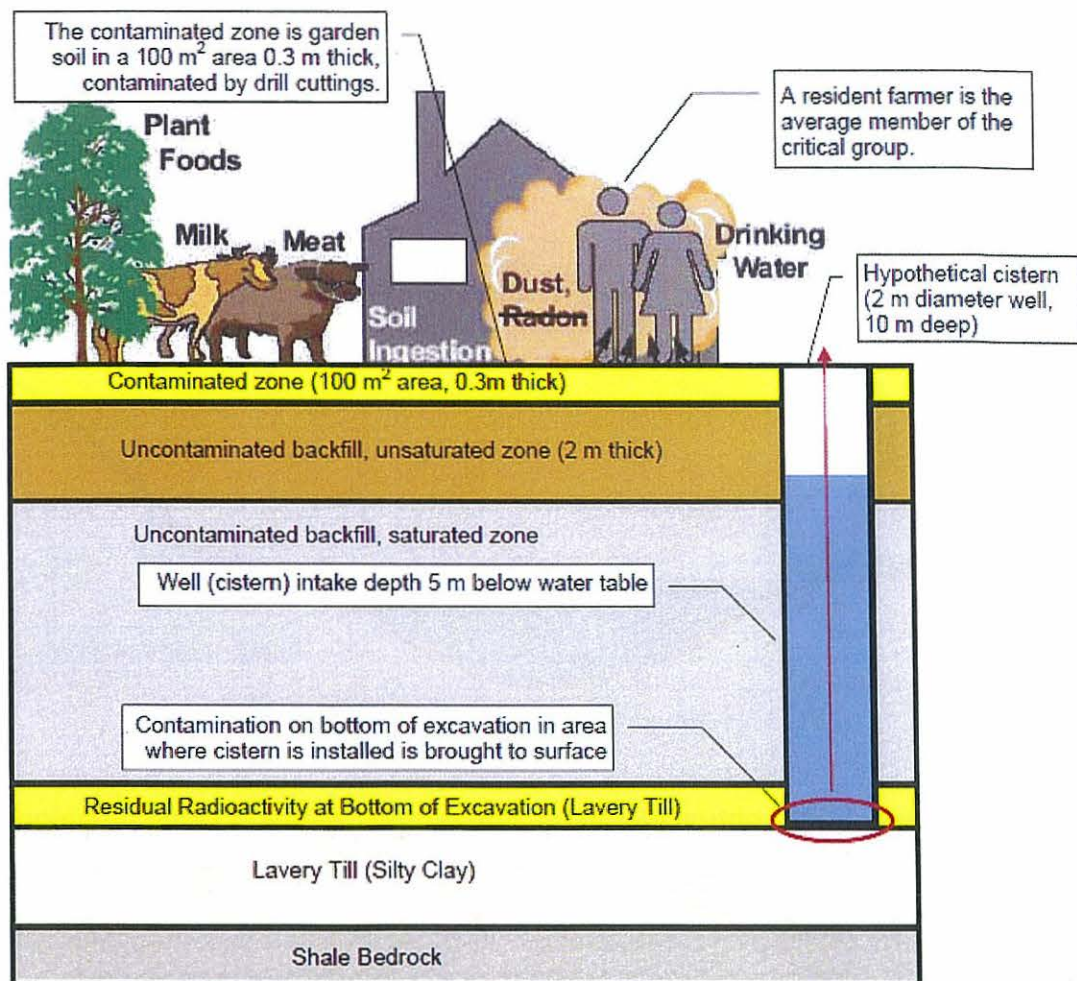 The contaminated zone is garden
soil in a 100 m² area 0.3 m thick,
contaminated by drill cuttings.
A resident farmer is the
average member of the
critical group.
Plant
Foods
Milk
Meat
Soil
Ingestion
Dust,
Radon
Drinking
Water
Hypothetical cistern
(2 m diameter well,
10 m deep)
Contaminated zone (100 m² area, 0.3m thick)
Uncontaminated backfill, unsaturated zone (2 m thick)
Uncontaminated backfill, saturated zone
Well (cistern) intake depth 5 m below water table
Contamination on bottom of excavation in area
where cistern is installed is brought to surface
Residual Radioactivity at Bottom of Excavation (Lavery Till)
Lavery Till (Silty Clay)
Shale Bedrock